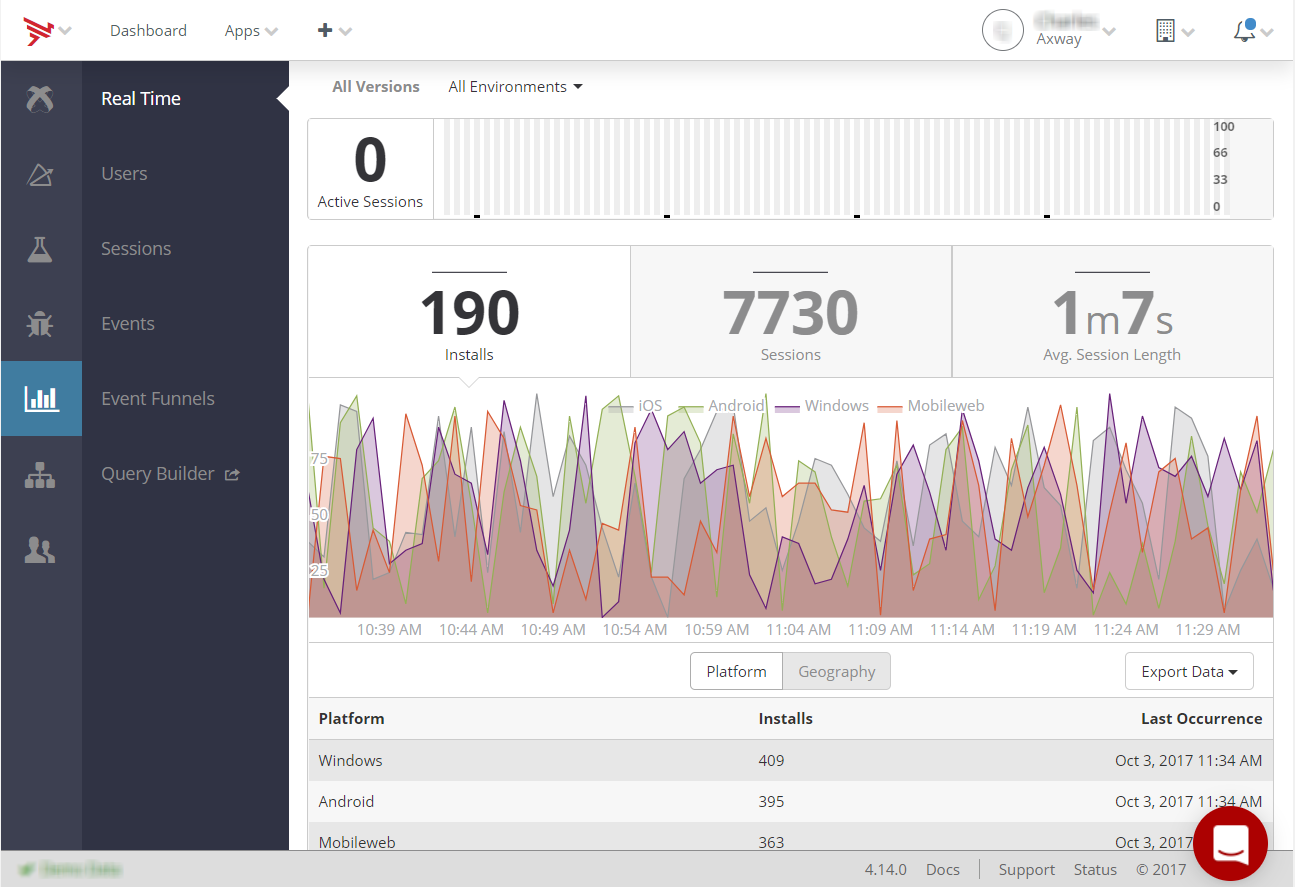 Dashboard Apps
Axway
Real Time
Users
Sessions
Events
Event Funnels
Query Builder
All Versions All Environments
0
Active Sessions
100
66
33
0
190
Installs
7730
Sessions
1m7s
Avg. Session Length
iOS Android Windows Mobileweb
75
50
25
10:39 AM 10:44 AM 10:49 AM 10:54 AM 10:59 AM 11:04 AM 11:09 AM 11:14 AM 11:19 AM 11:24 AM 11:29 AM
Platform Geography Export Data
Platform Installs Last Occurrence
Windows 409 Oct 3, 2017 11:34 AM
Android 395 Oct 3, 2017 11:34 AM
Mobileweb 363 Oct 3, 2017
4.14.0 Docs Support Status © 2017